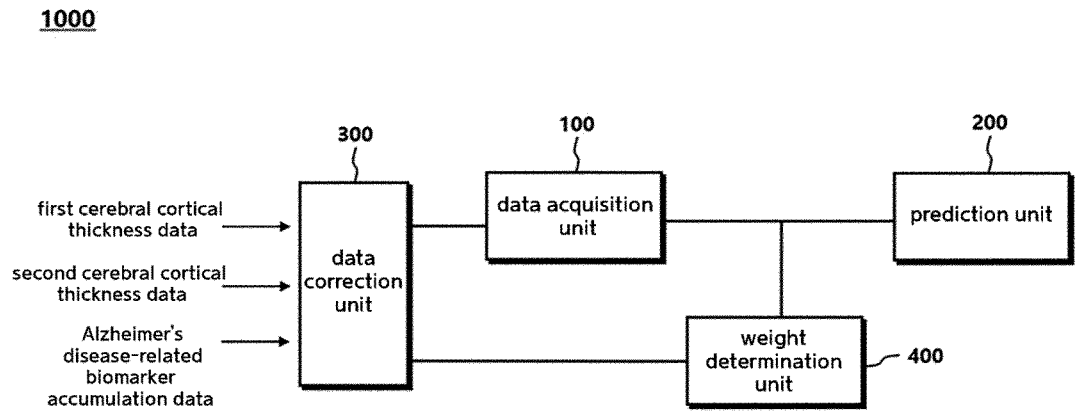 1000
300
100
200
first cerebral cortical
thickness data
second cerebral cortical
thickness data
Alzheimer's
disease-related
biomarker
accumulation data
data
correction
unit
data acquisition
unit
prediction unit
weight
determination
unit
400